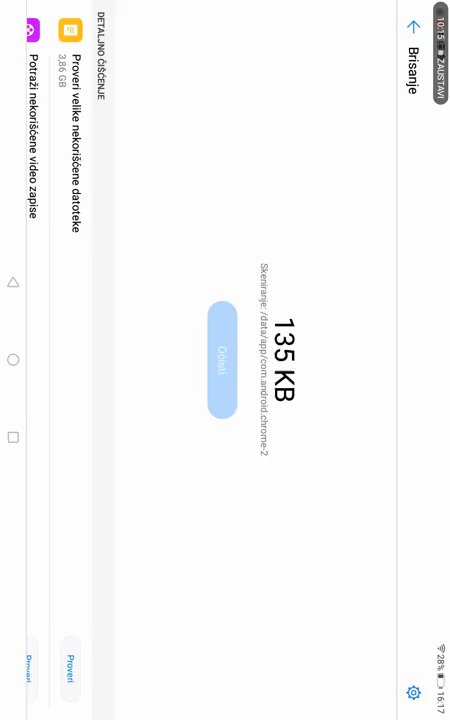 10:15 ZAUSTAVI
28% 16:17
Brisanje
135 KB
Skeniranje: /data/app/com.android.chrome-2
Očisti
DETALJNO ČIŠĆENJE
Proveri velike nekorišćene datoteke
3,86 GB
Proveri
Potraži nekorišćene video zapise
Proveri